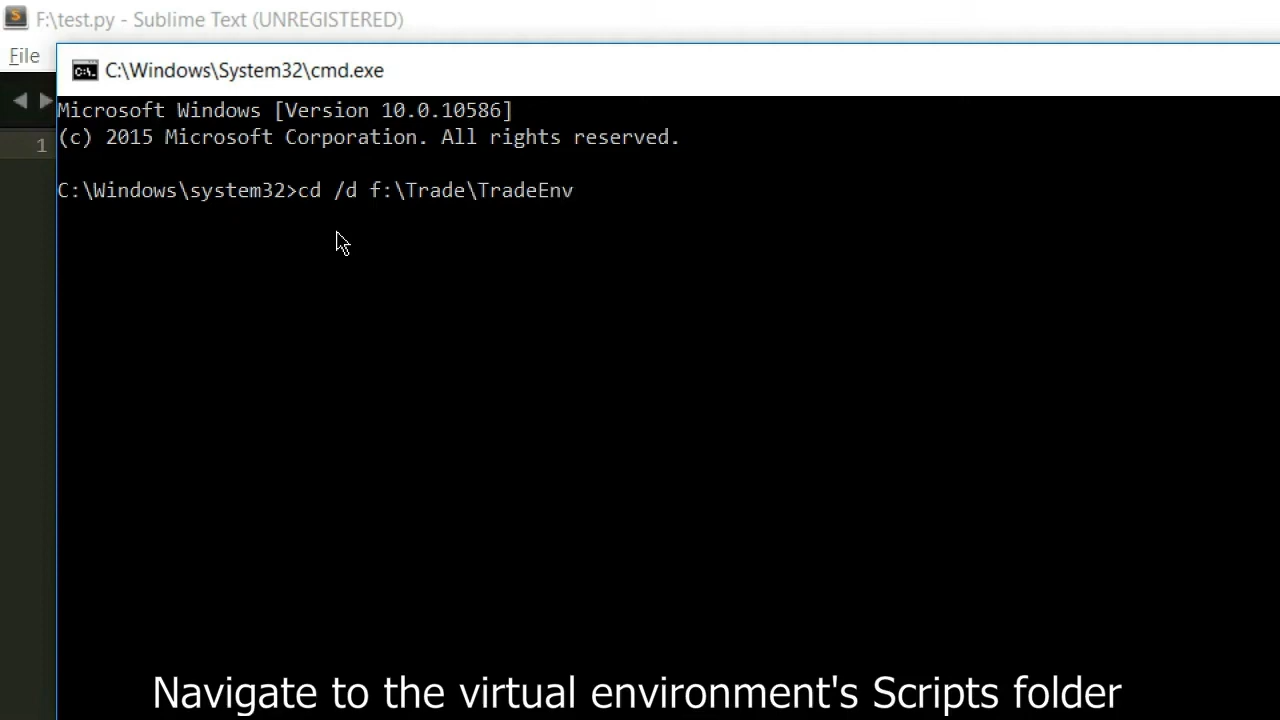 F:\test.py - Sublime Text (UNREGISTERED)
File
C:\Windows\System32\cmd.exe
1
Microsoft Windows [Version 10.0.10586]
(c) 2015 Microsoft Corporation. All rights reserved.
C:\Windows\system32>cd /d f:\Trade\TradeEnv
Navigate to the virtual environment's Scripts folder